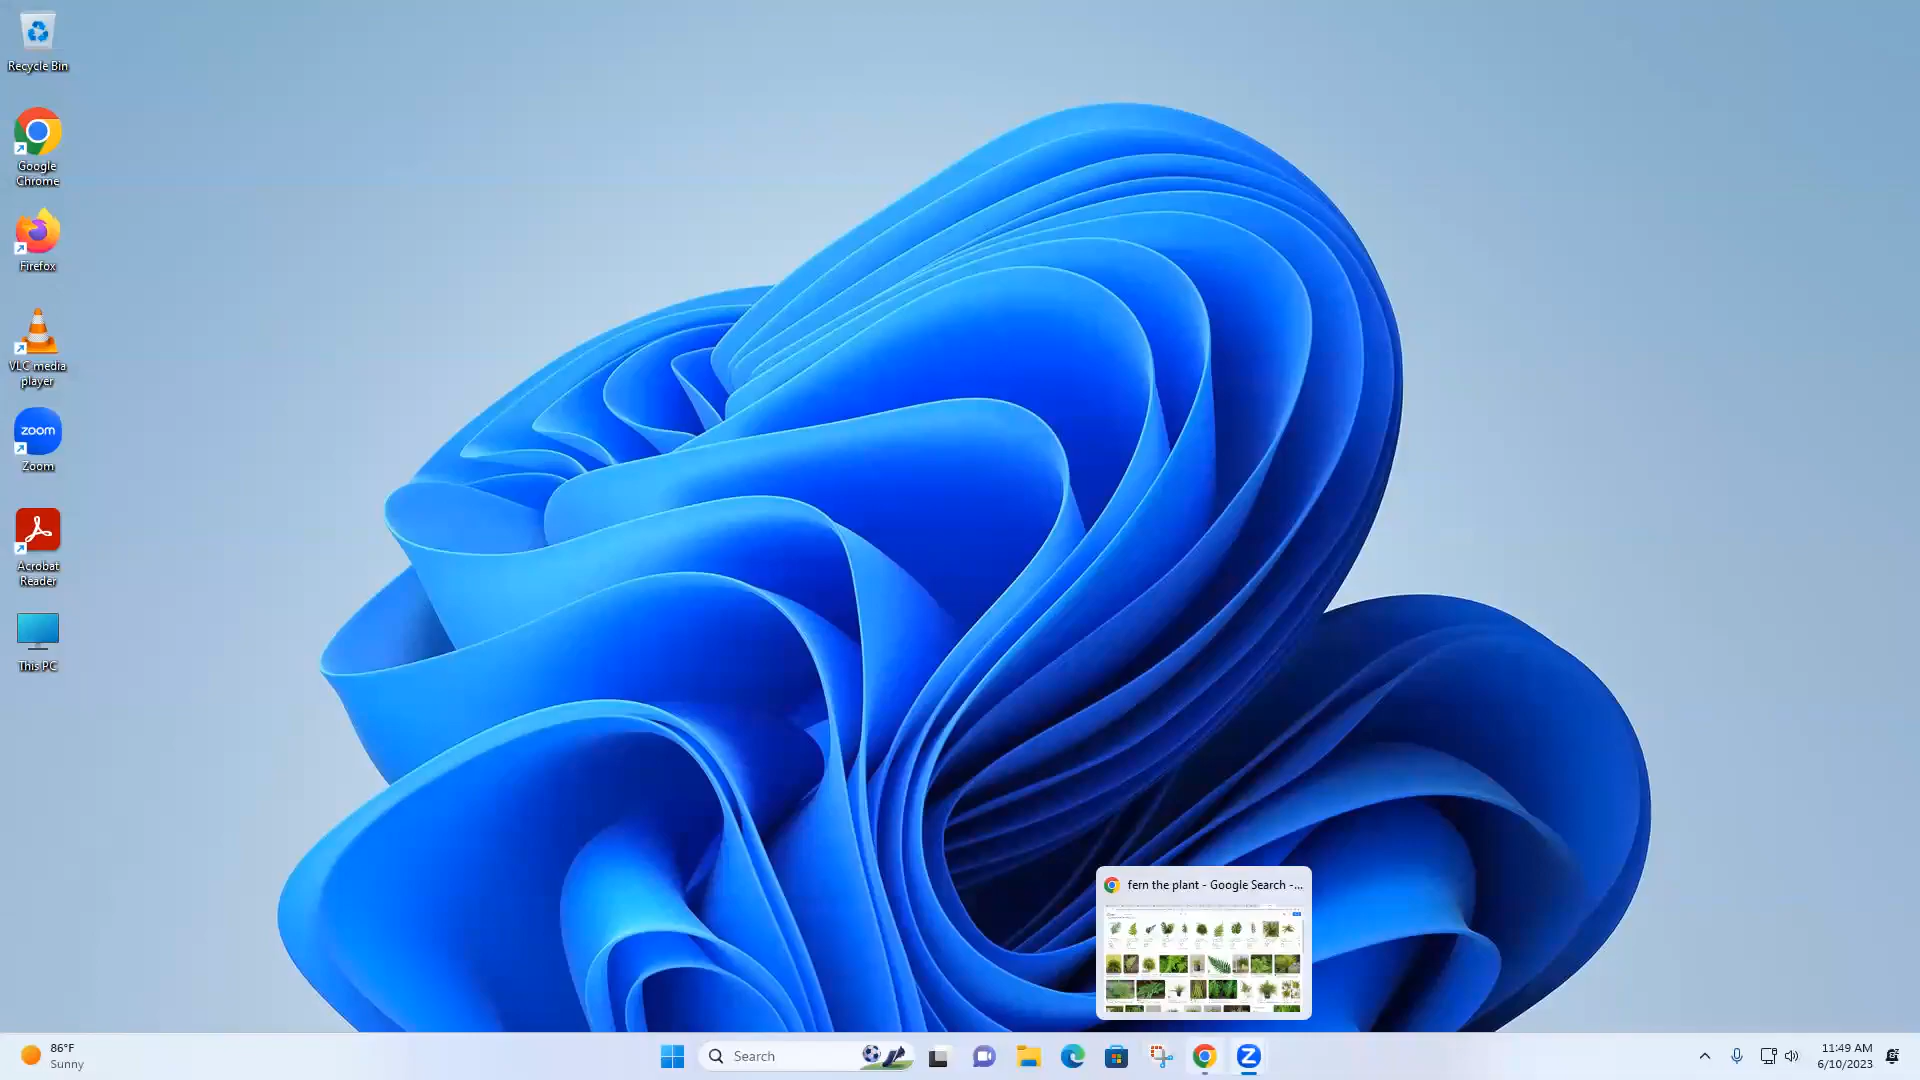 Recycle Bin
Google
Chrome
Firefox
VLC media
player
zoom
Zoom
Acrobat
Reader
This PC
fern the plant - Google Search -...
86°F
Sunny
Search
11:49 AM
6/10/2023